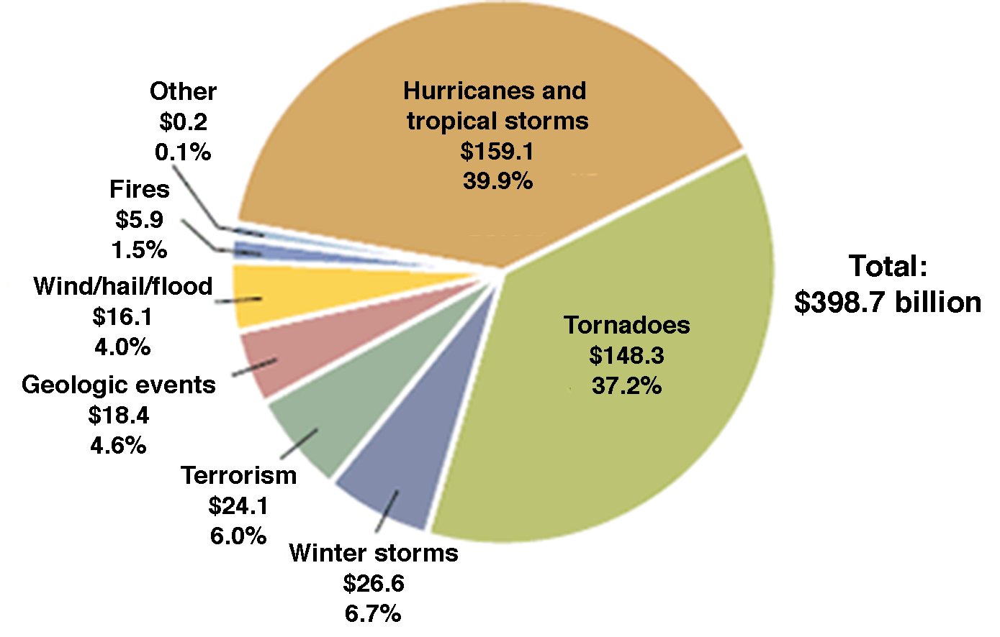 Hurricanes and
tropical storms
$159.1
39.9%
Other
$0.2
0.1%
Fires
$5.9
1.5%
Wind/hail/flood
$16.1
4.0%
Geologic events
$18.4
4.6%
Terrorism
$24.1
6.0%
Winter storms
$26.6
6.7%
Tornadoes
$148.3
37.2%
Total:
$398.7 billion